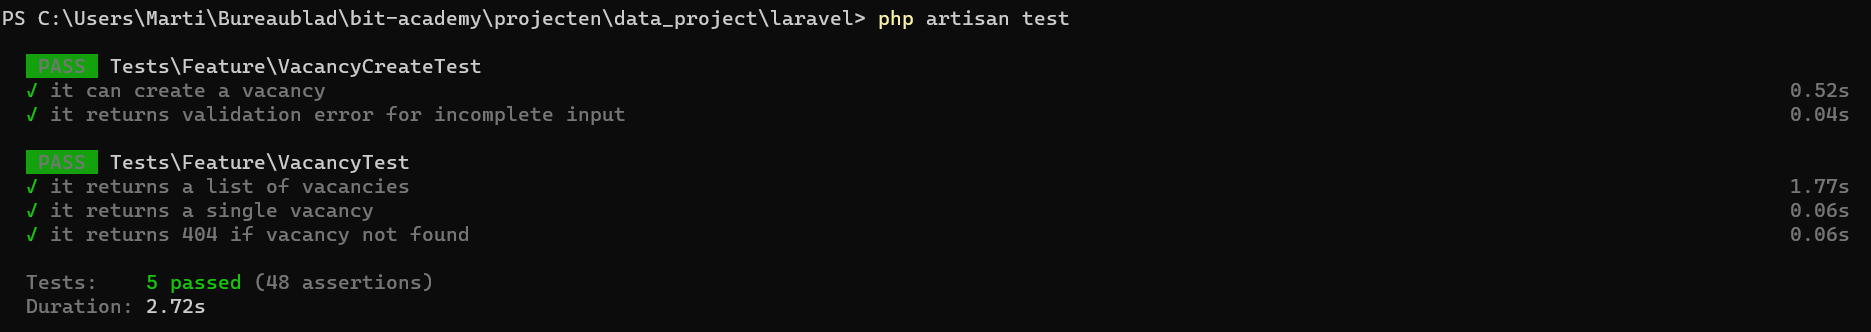 PS C:\Users\Marti\Bureaublad\bit-academy\projecten\data_project\laravel> php artisan test
PASS Tests\Feature\VacancyCreateTest
✓ it can create a vacancy 0.52s
✓ it returns validation error for incomplete input 0.04s
PASS Tests\Feature\VacancyTest
✓ it returns a list of vacancies 1.77s
✓ it returns a single vacancy 0.06s
✓ it returns 404 if vacancy not found 0.06s
Tests: 5 passed (48 assertions)
Duration: 2.72s